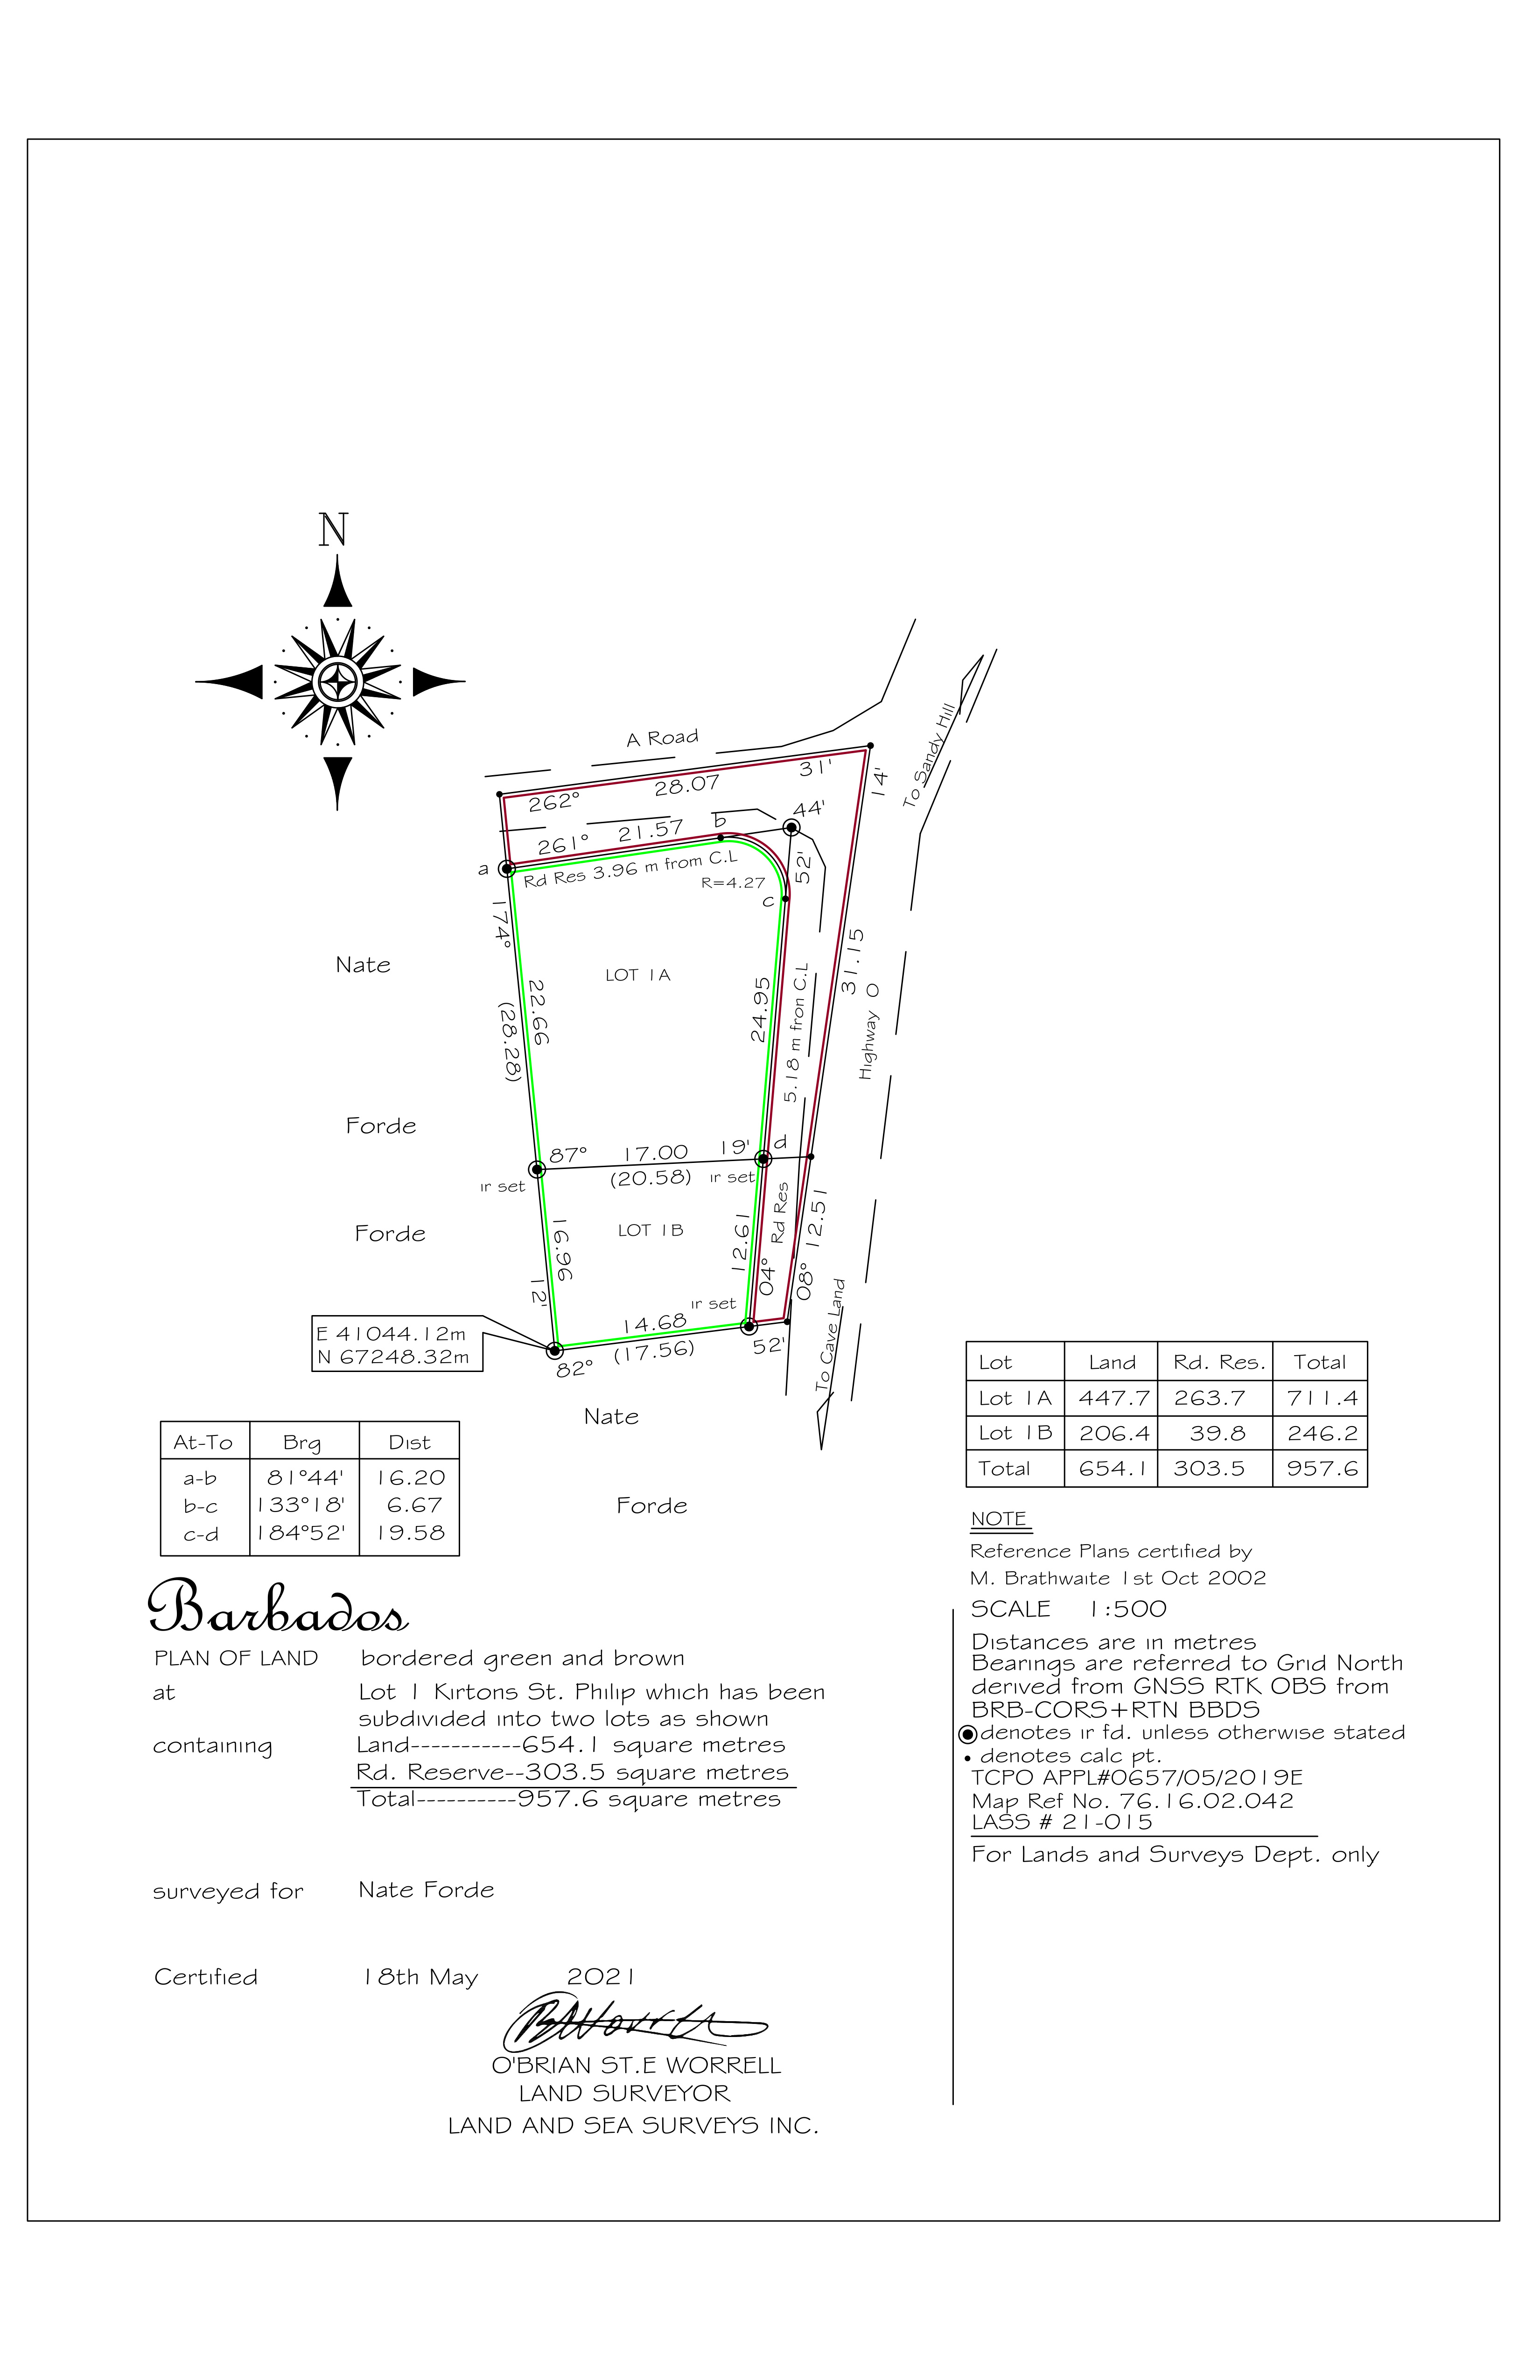 N
A Road
To Sandy Hill
262° 28.07 31'
14'
261° 21.57 b 44'
a
Rd Res 3.96 m from C.L
52'
R=4.27
c
174°
Nate
LOT 1A
22.66
(28.28)
24.95
5.18 m fron C.L
31.15
Highway O
Forde
87° 17.00 19' d
(20.58)
ir set
ir set
Forde
LOT 1B
16.96
12.61
Rd Res
12.51
12'
04°
08°
ir set
14.68
(17.56)
82°
52'
To Cave Land
E 41044.12m
N 67248.32m
Nate
Forde
Lot Land Rd. Res. Total
Lot 1A 447.7 263.7 711.4
Lot 1B 206.4 39.8 246.2
Total 654.1 303.5 957.6
At-To Brg Dist
a-b 81°44' 16.20
b-c 133°18' 6.67
c-d 184°52' 19.58
Barbados
PLAN OF LAND bordered green and brown
at Lot 1 Kirtons St. Philip which has been
subdivided into two lots as shown
containing Land-----------654.1 square metres
Rd. Reserve--303.5 square metres
Total----------957.6 square metres
surveyed for Nate Forde
Certified 18th May 2021
O'BRIAN ST.E WORRELL
LAND SURVEYOR
LAND AND SEA SURVEYS INC.
NOTE
Reference Plans certified by
M. Brathwaite 1st Oct 2002
SCALE 1:500
Distances are in metres
Bearings are referred to Grid North
derived from GNSS RTK OBS from
BRB-CORS+RTN BBDS
denotes ir fd. unless otherwise stated
denotes calc pt.
TCPO APPL#0657/05/2019E
Map Ref No. 76.16.02.042
LASS # 21-015
For Lands and Surveys Dept. only